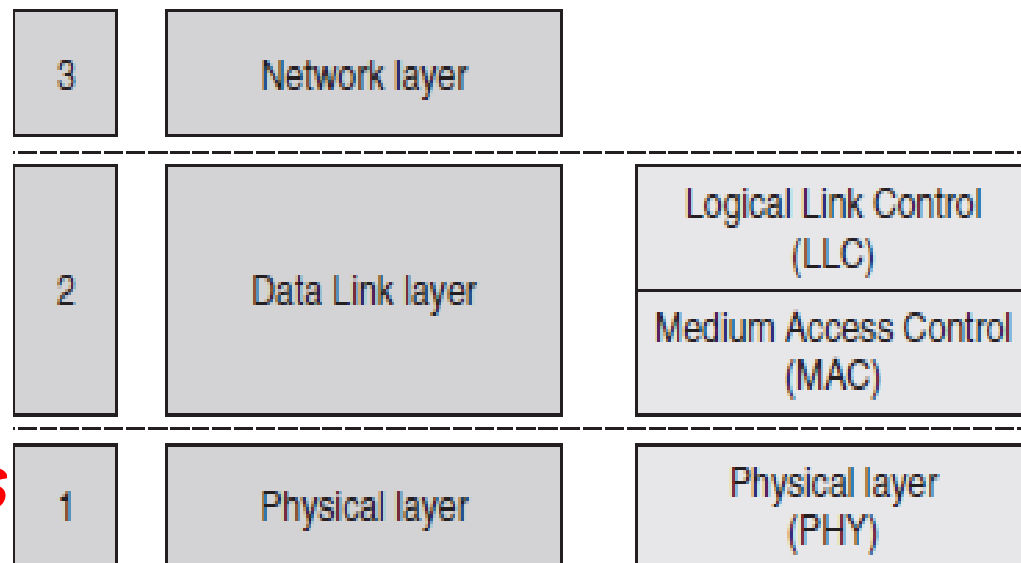 3
Network layer
2
Data Link layer
Logical Link Control
(LLC)
Medium Access Control
(MAC)
1
Physical layer
Physical layer
(PHY)